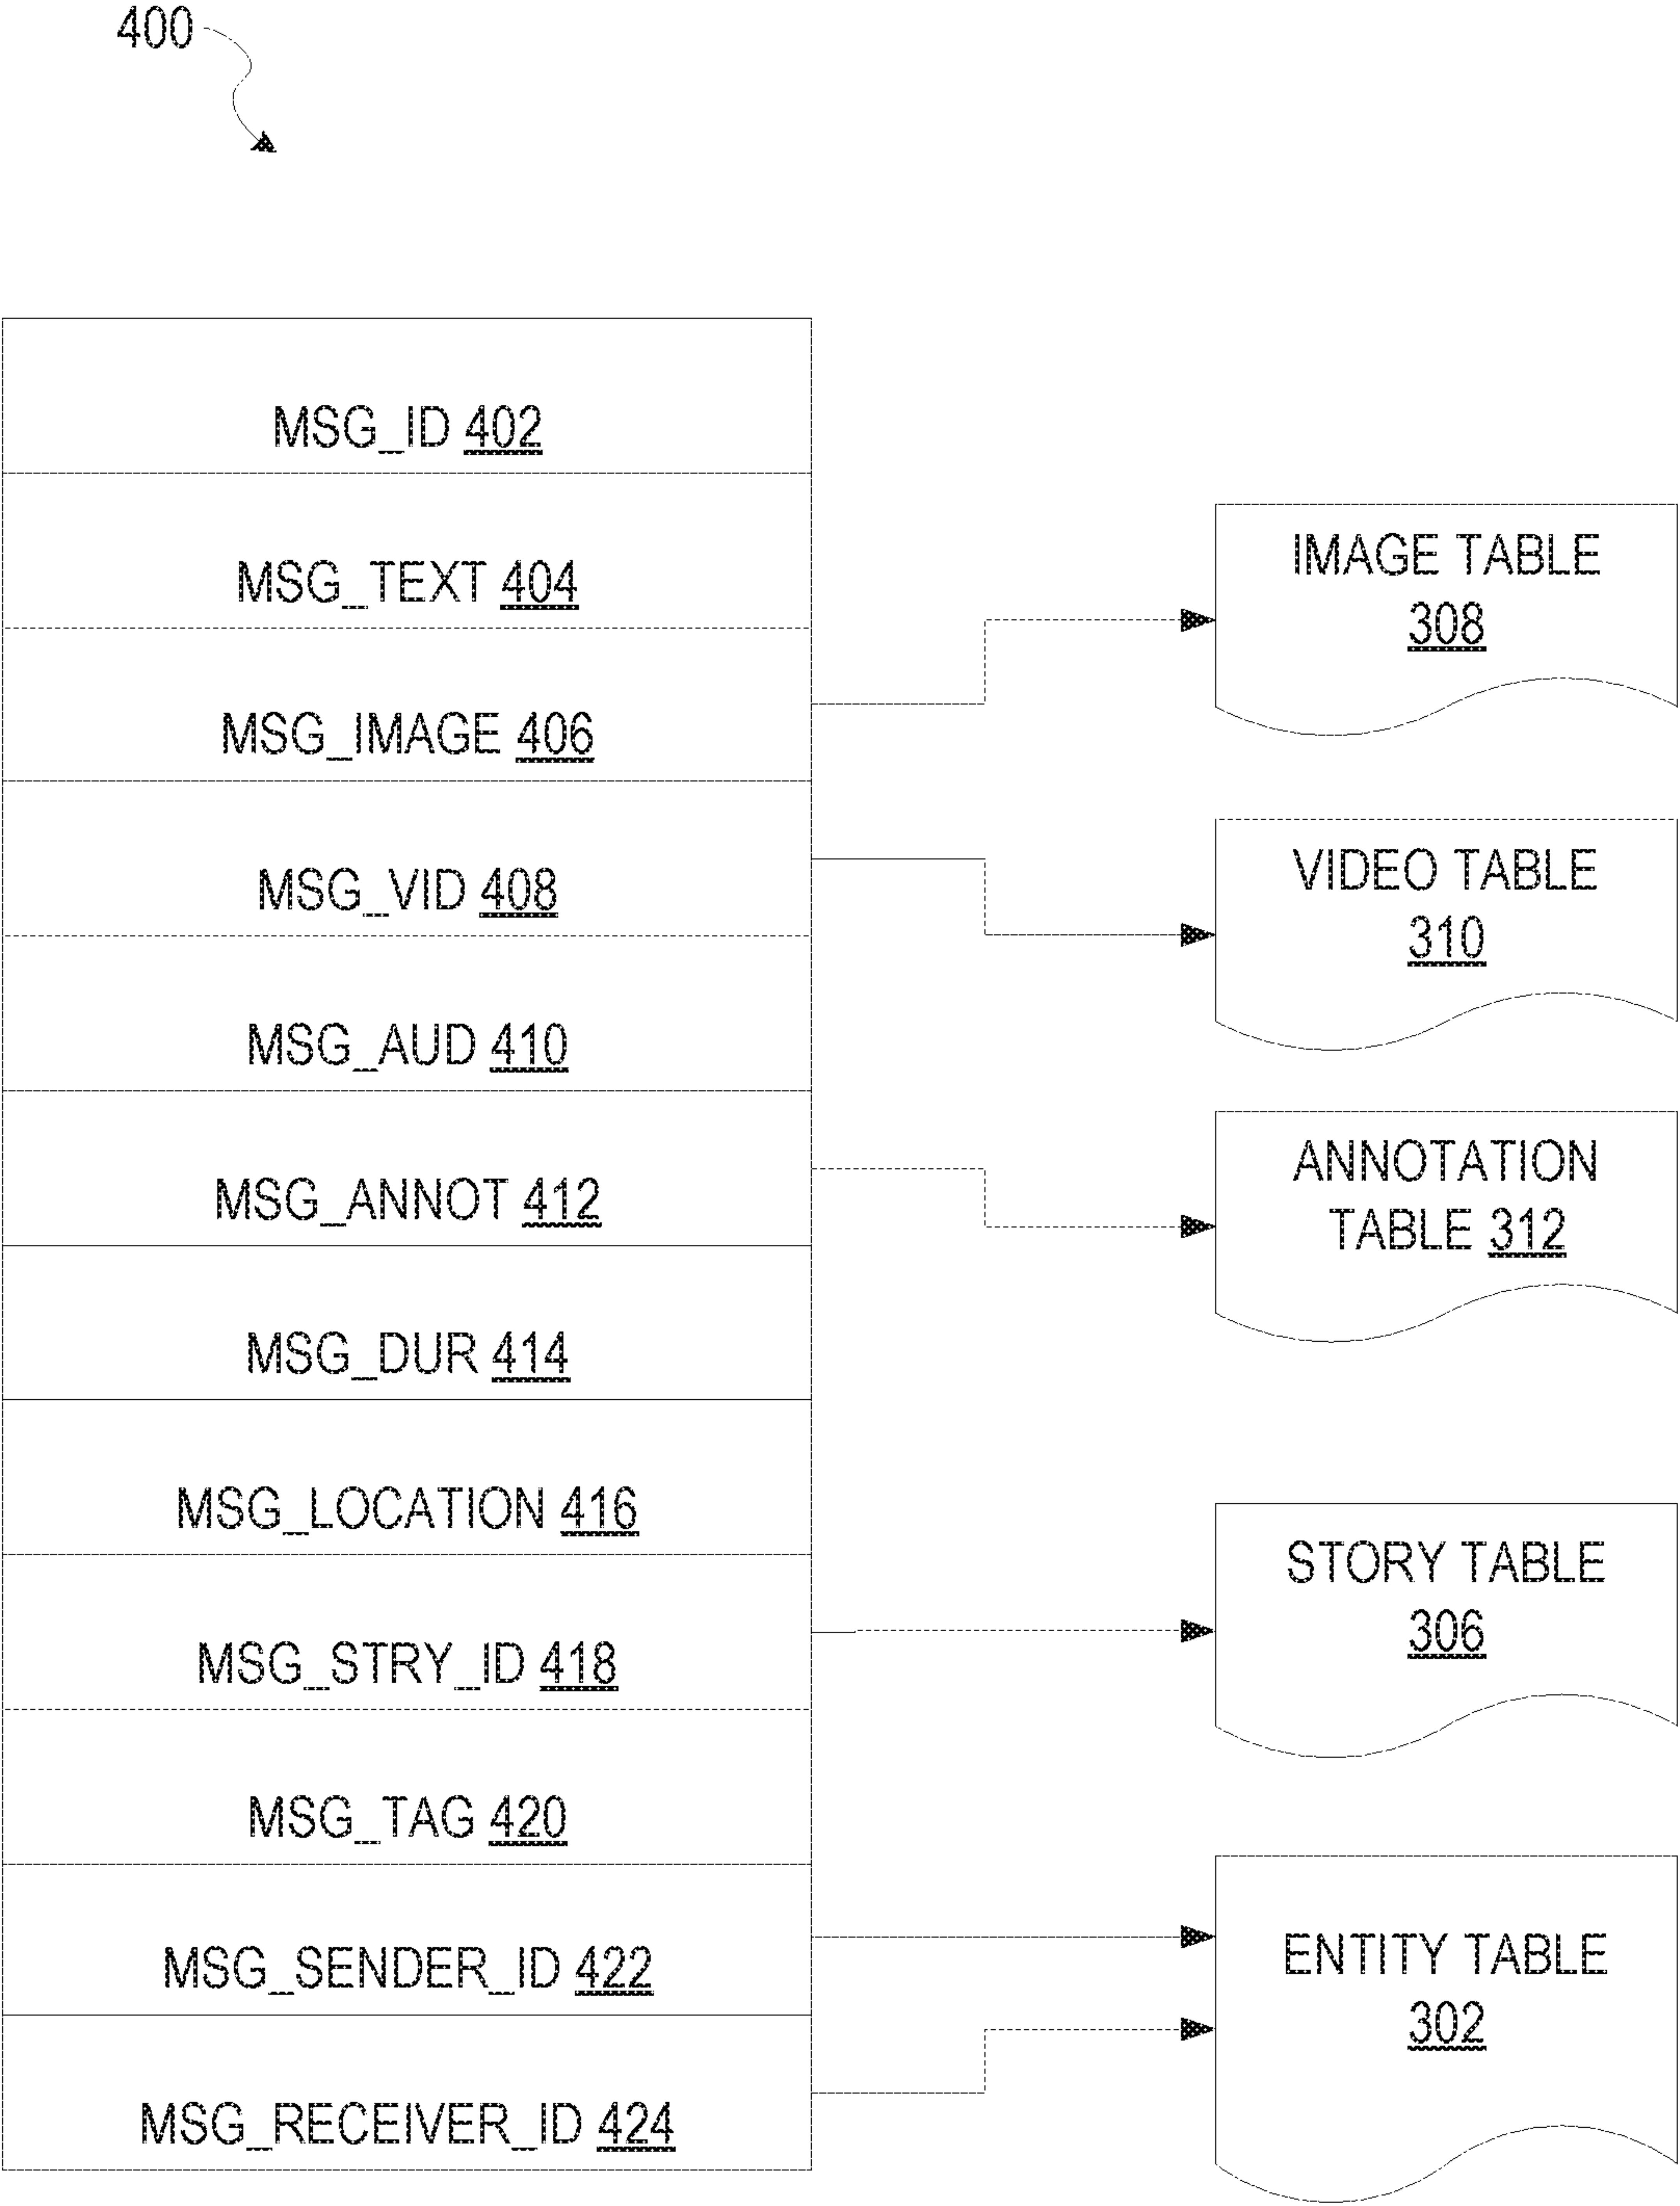 400
MSG_ID 402
MSG_TEXT 404
MSG_IMAGE 406
MSG_VID 408
MSG_AUD 410
MSG_ANNOT 412
MSG_DUR 414
MSG_LOCATION 416
MSG_STRY_ID 418
MSG_TAG 420
MSG_SENDER_ID 422
MSG_RECEIVER_ID 424
IMAGE TABLE
308
VIDEO TABLE
310
ANNOTATION
TABLE 312
STORY TABLE
306
ENTITY TABLE
302